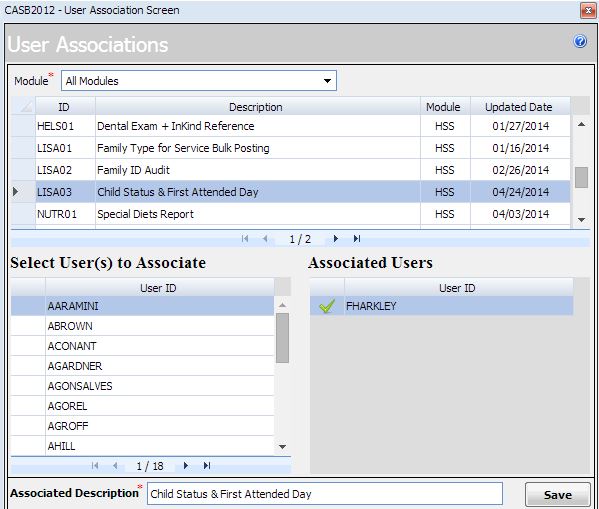 CASB2012 - User Association Screen
User Associations
Module* All Modules
ID Description Module Updated Date
HELS01 Dental Exam + InKind Reference HSS 01/27/2014
LISA01 Family Type for Service Bulk Posting HSS 01/16/2014
LISA02 Family ID Audit HSS 02/26/2014
LISA03 Child Status & First Attended Day HSS 04/24/2014
NUTR01 Special Diets Report HSS 04/03/2014
1 / 2
Select User(s) to Associate Associated Users
User ID User ID
AARAMINI FHARKLEY
ABROWN
ACONANT
AGARDNER
AGONSALVES
AGOREL
AGROFF
AHILL
1 / 18
Associated Description* Child Status & First Attended Day Save